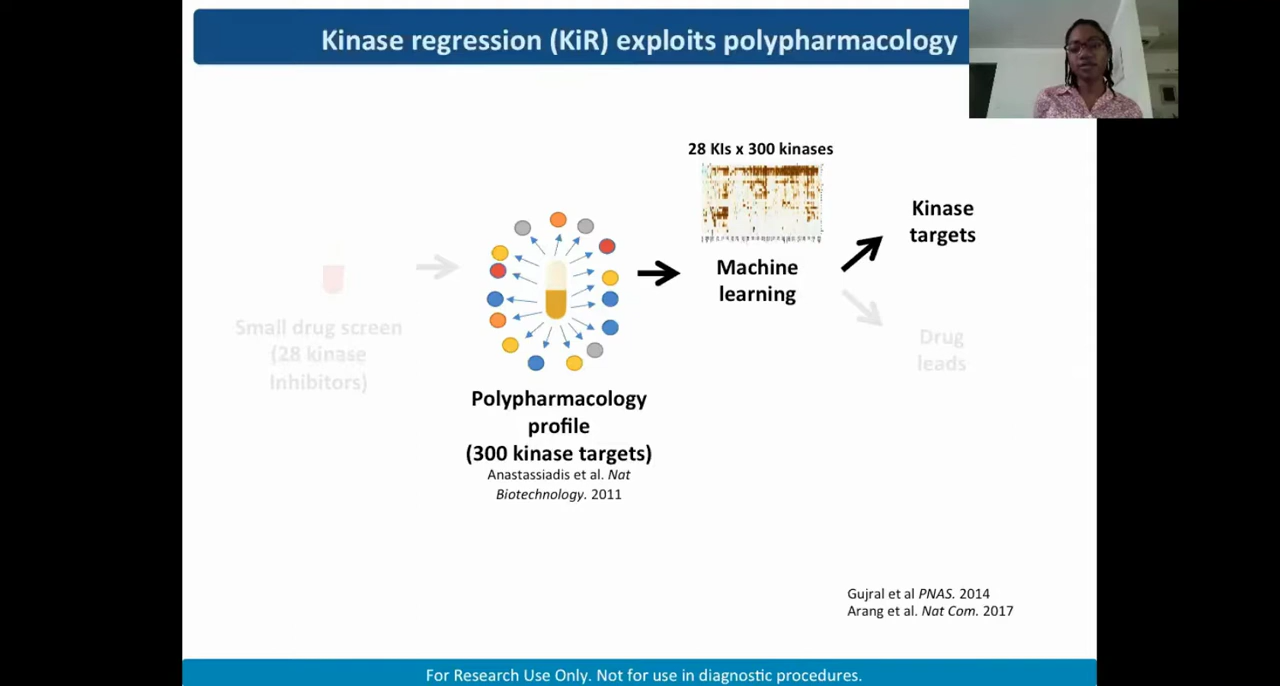 Kinase regression (KiR) exploits polypharmacology
28 KIs x 300 kinases
Kinase
targets
Machine
learning
Small drug screen
(28 kinase
Inhibitors)
Drug
leads
Polypharmacology
profile
(300 kinase targets)
Anastassiadis et al. Nat
Biotechnology. 2011
Gujral et al PNAS. 2014
Arang et al. Nat Com. 2017
For Research Use Only. Not for use in diagnostic procedures.